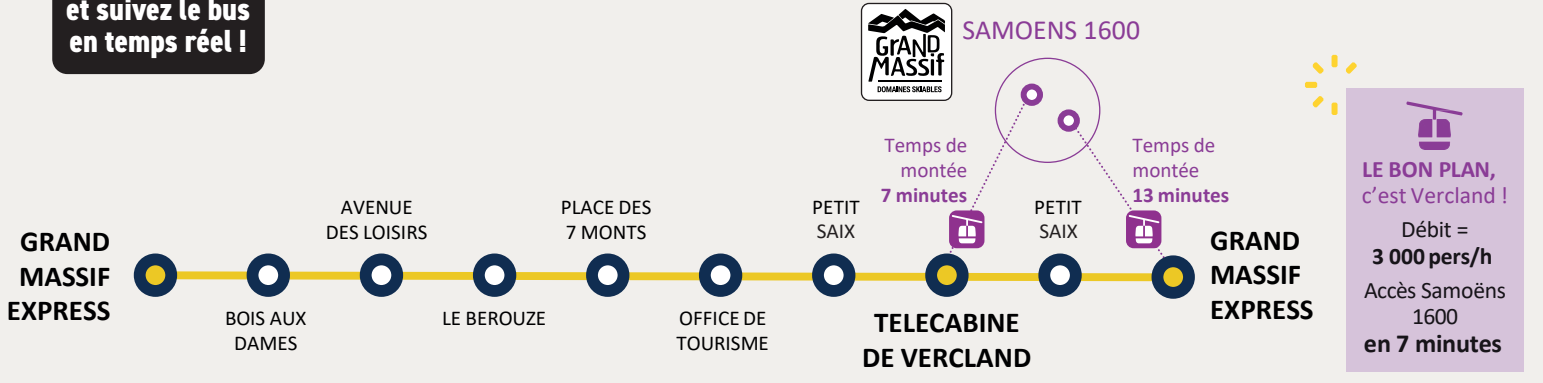 et suivez le bus
en temps réel !
GrAND
MASSif
DOMAINES SKIABLES
SAMOENS 1600
Temps de
montée
7 minutes
Temps de
montée
13 minutes
GRAND
MASSIF
EXPRESS
BOIS AUX
DAMES
AVENUE
DES LOISIRS
LE BEROUZE
PLACE DES
7 MONTS
OFFICE DE
TOURISME
PETIT
SAIX
TELECABINE
DE VERCLAND
PETIT
SAIX
GRAND
MASSIF
EXPRESS
LE BON PLAN,
c’est Vercland !
Débit =
3 000 pers/h
Accès Samoëns
1600
en 7 minutes